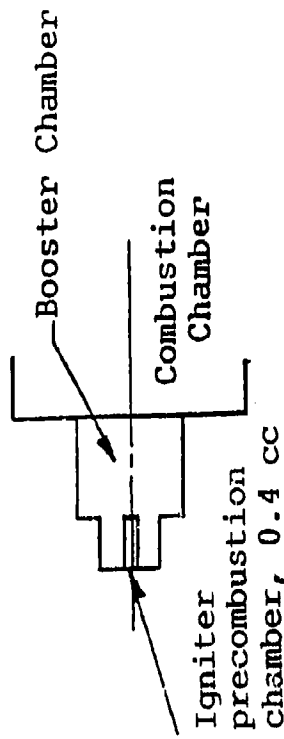 Booster Chamber
Combustion
Chamber
Igniter
precombustion
chamber, 0.4 cc